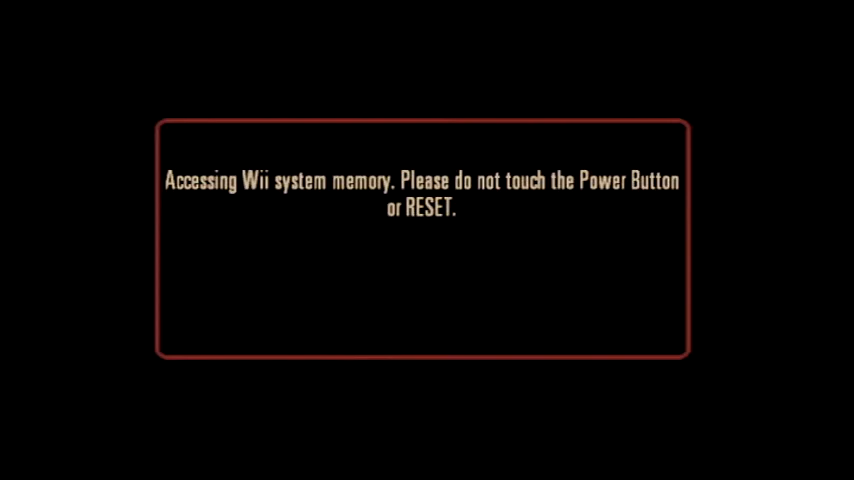 Accessing Wii system memory. Please do not touch the Power Button
or RESET.